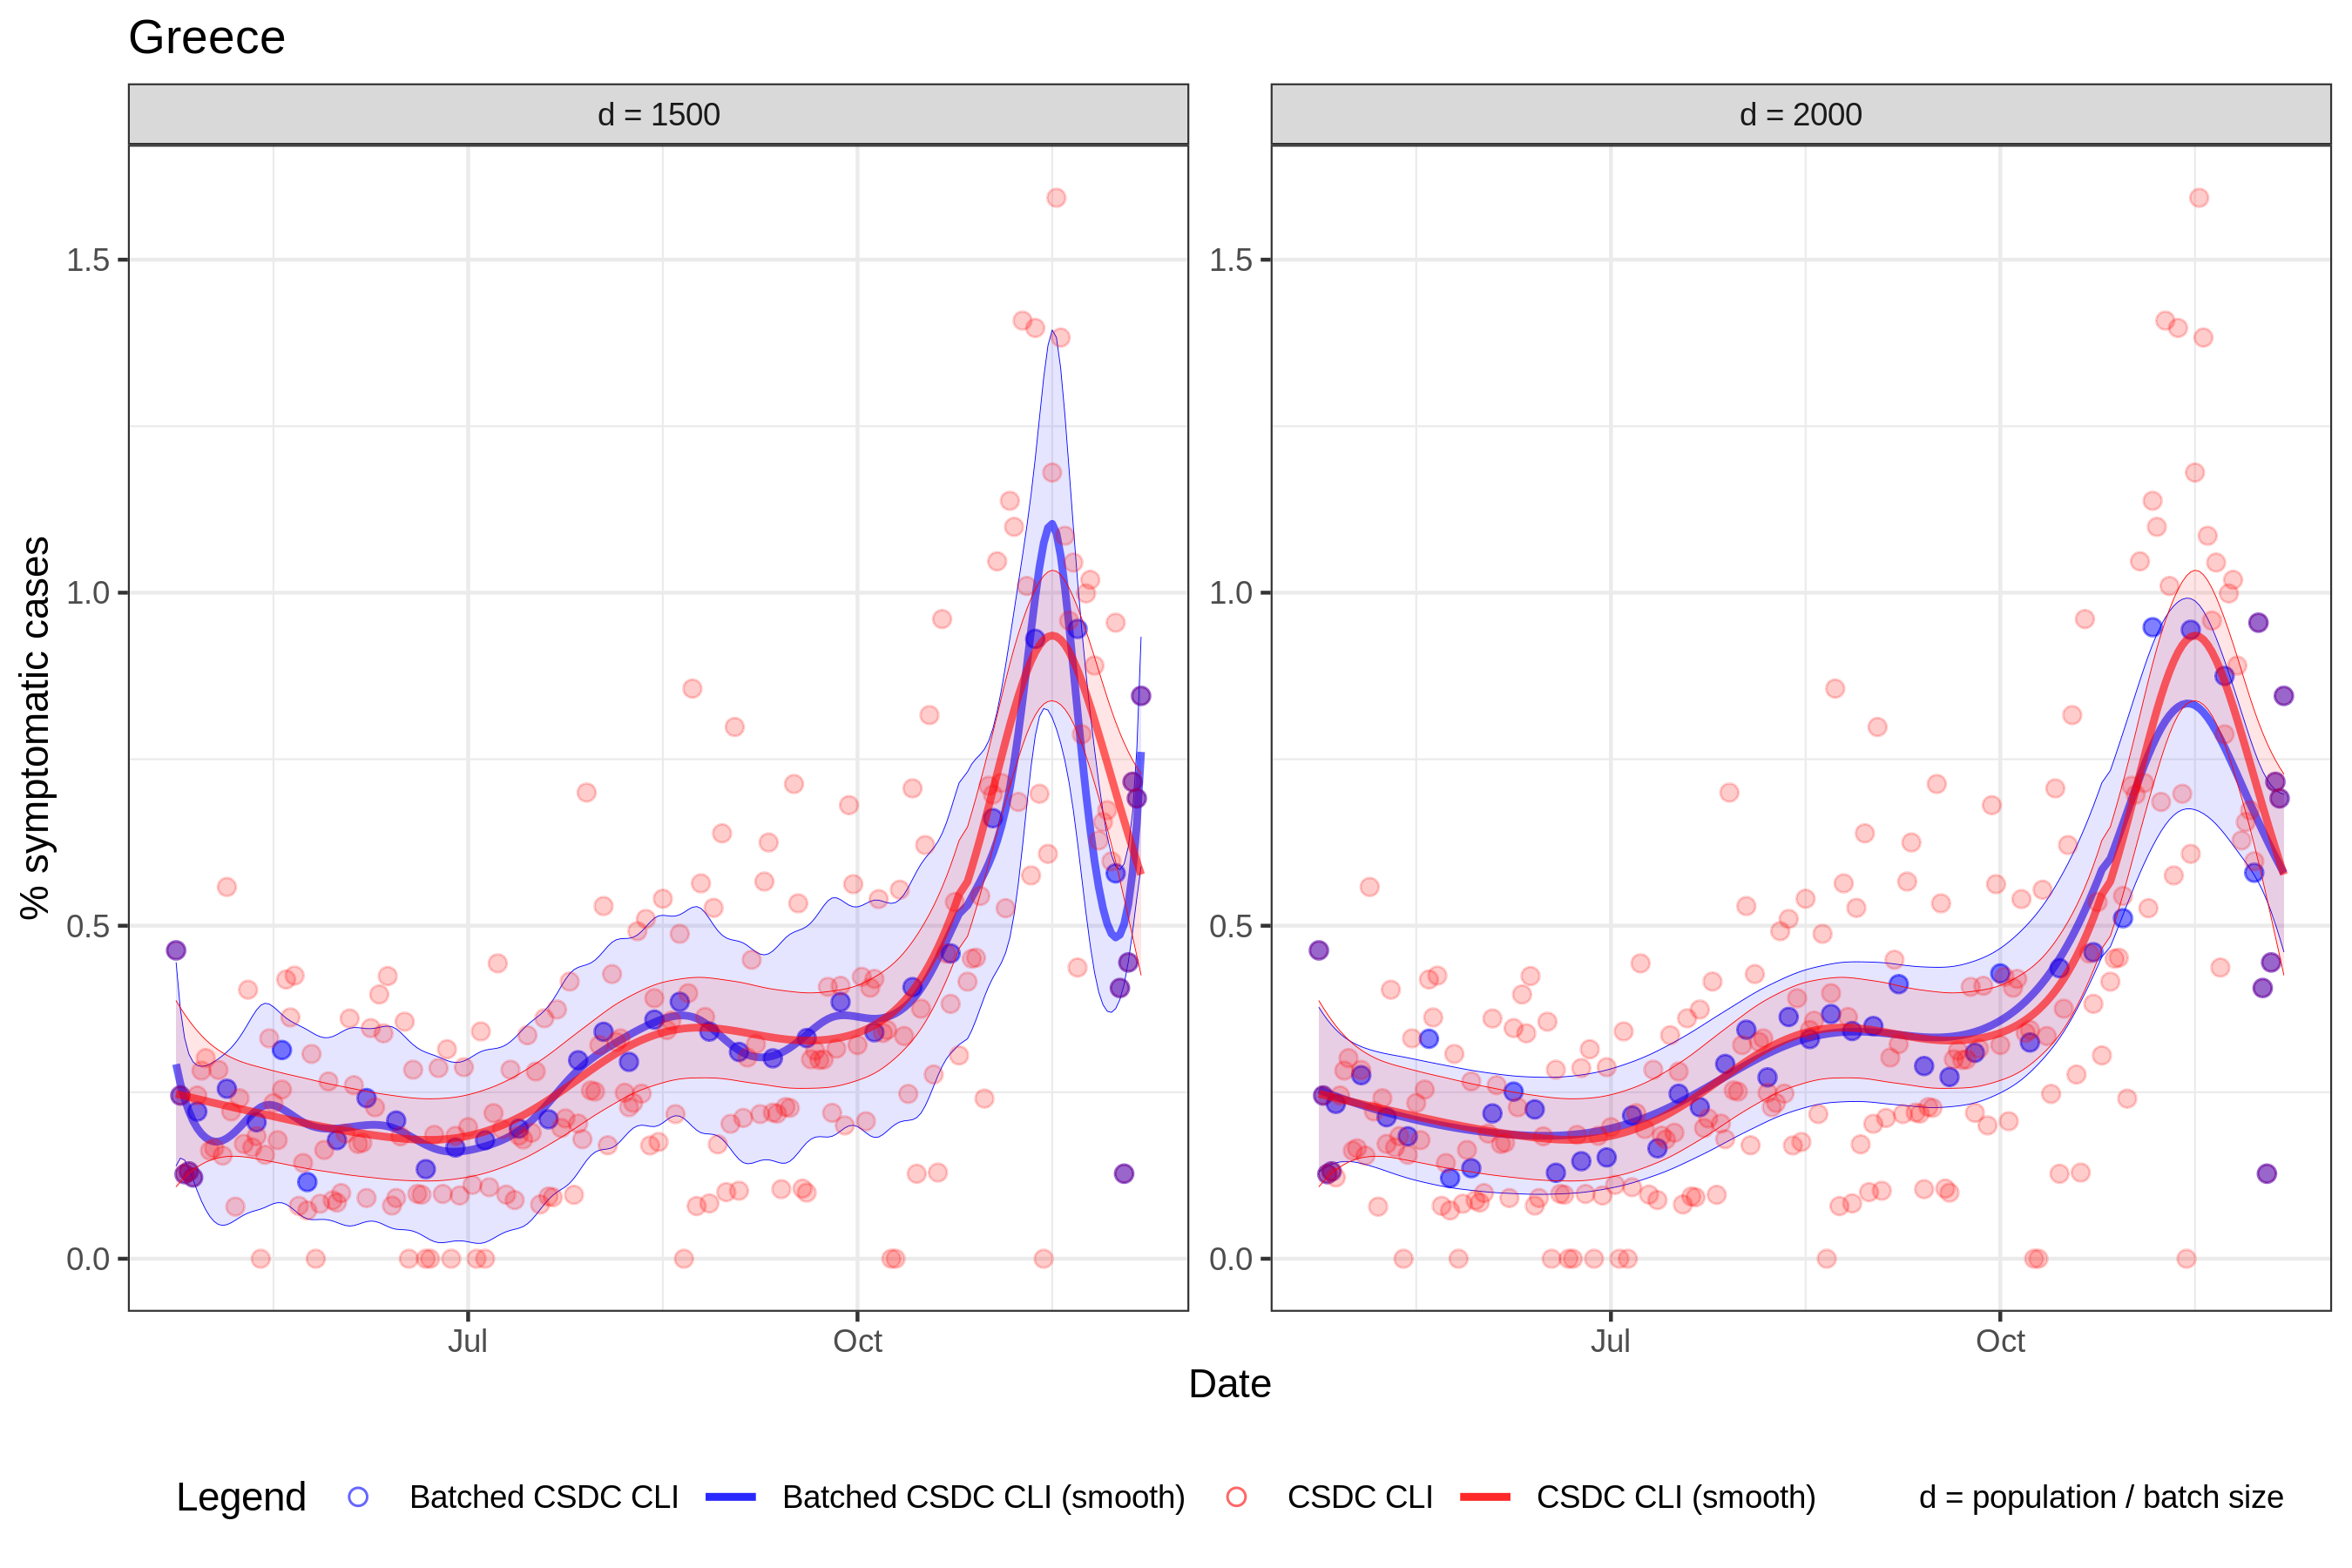 Greece
d = 1500
d = 2000
% symptomatic cases
1.5
1.0
0.5
0.0
1.5
1.0
0.5
0.0
Jul
Oct
Jul
Oct
Date
Legend
Batched CSDC CLI
Batched CSDC CLI (smooth)
CSDC CLI
CSDC CLI (smooth)
d = population / batch size